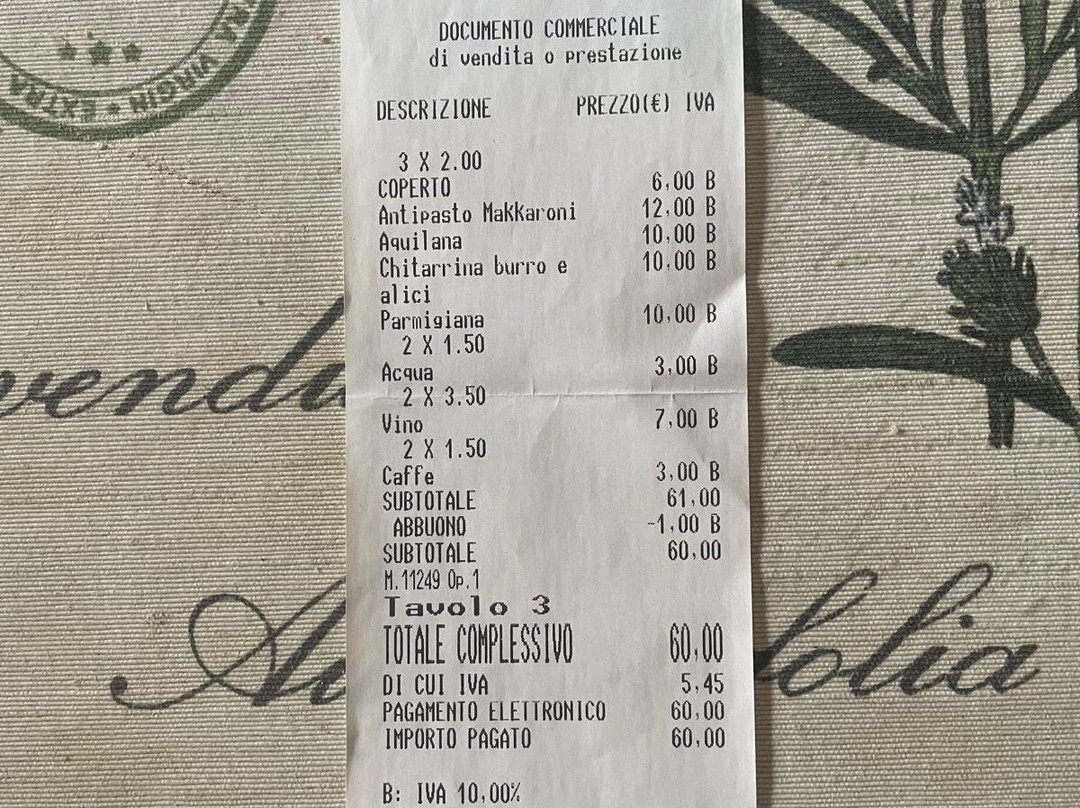 EXTRA VIRGIN • EXTRA
DOCUMENTO COMMERCIALE
di vendita o prestazione
DESCRIZIONE PREZZO(€) IVA
3 X 2.00
COPERTO 6,00 B
Antipasto Makkaroni 12,00 B
Aquilana 10,00 B
Chitarrina burro e 10,00 B
alici
Parmigiana 10,00 B
2 X 1.50
Acqua 3,00 B
2 X 3.50
Vino 7,00 B
2 X 1.50
Caffe 3,00 B
SUBTOTALE 61,00
ABBUONO -1,00 B
SUBTOTALE 60,00
M.11249 Op.1
Tavolo 3
TOTALE COMPLESSIVO 60,00
DI CUI IVA 5,45
PAGAMENTO ELETTRONICO 60,00
IMPORTO PAGATO 60,00
B: IVA 10,00%